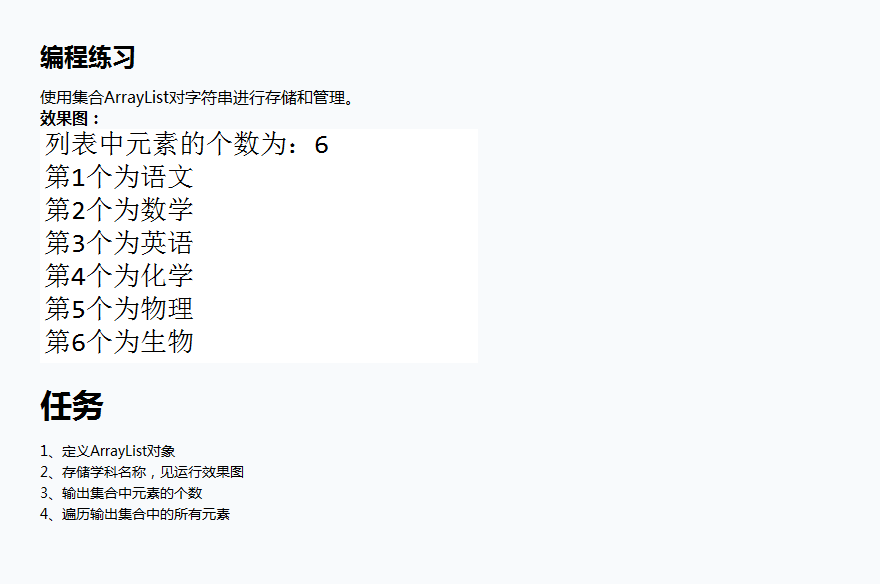 编程练习
使用集合ArrayList对字符串进行存储和管理。
效果图：
列表中元素的个数为：6
第1个为语文
第2个为数学
第3个为英语
第4个为化学
第5个为物理
第6个为生物
任务
1、定义ArrayList对象
2、存储学科名称，见运行效果图
3、输出集合中元素的个数
4、遍历输出集合中的所有元素